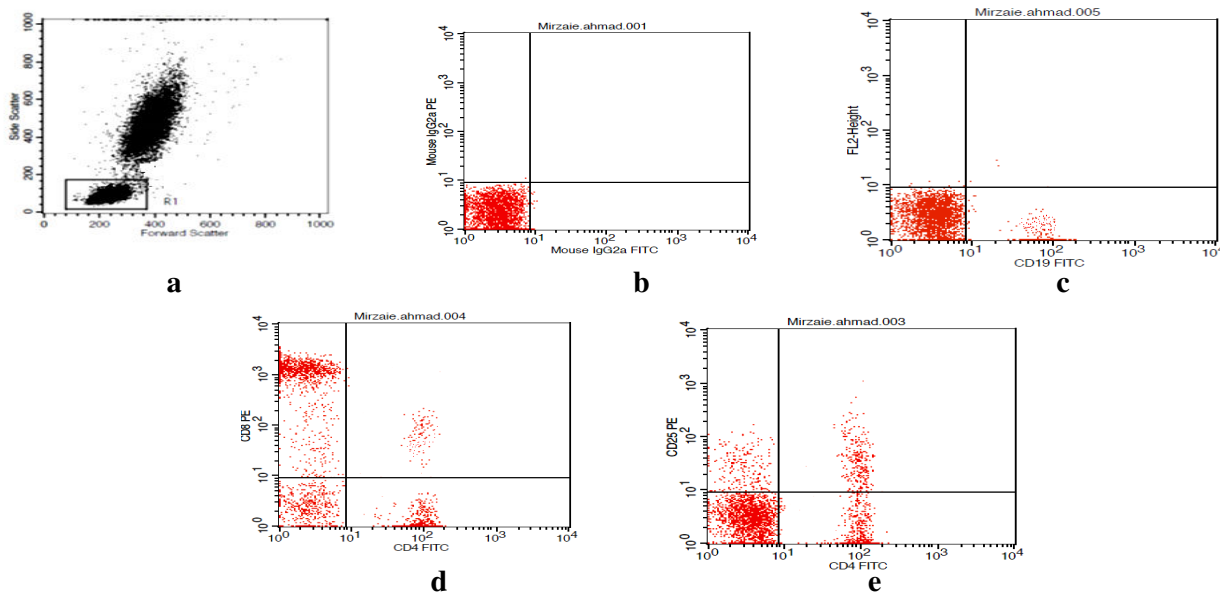 1000
800
600
400
200
0
Side Scatter
R1
0 200 400 600 800 1000
Forward Scatter
a
Mirzaie.ahmad.001
10^4
10^3
10^2
10^1
10^0
Mouse IgG2a PE
10^0 10^1 10^2 10^3 10^4
Mouse IgG2a FITC
b
Mirzaie.ahmad.005
10^4
10^3
10^2
10^1
10^0
FL2-Height
10^0 10^1 10^2 10^3 10^4
CD19 FITC
c
Mirzaie.ahmad.004
10^4
10^3
10^2
10^1
10^0
CD8 PE
10^0 10^1 10^2 10^3 10^4
CD4 FITC
d
Mirzaie.ahmad.003
10^4
10^3
10^2
10^1
10^0
CD25 PE
10^0 10^1 10^2 10^3 10^4
CD4 FITC
e